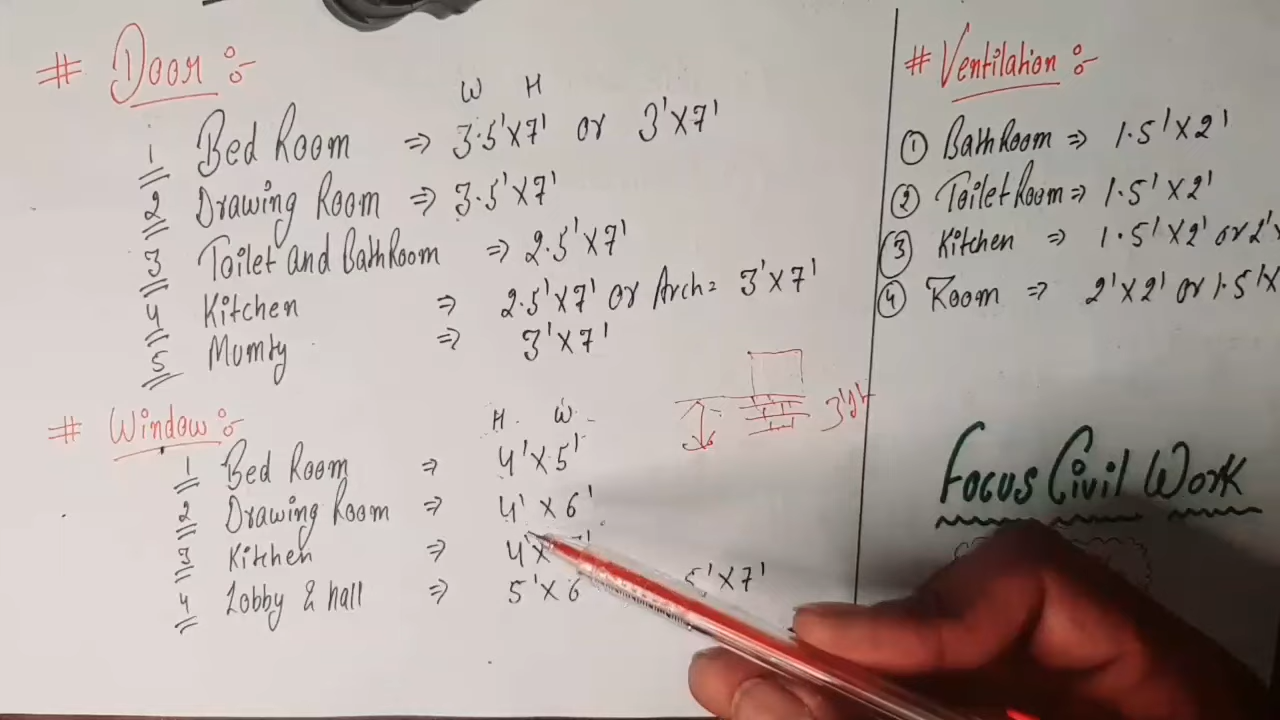 # Door :-
W H
1 Bed Room ⇒ 3.5'X7' or 3'X7'
2 Drawing Room ⇒ 3.5'X7'
3 Toilet and BathRoom ⇒ 2.5'X7'
4 Kitchen ⇒ 2.5'X7' or Arch= 3'X7'
5 Mumty ⇒ 3'X7'
# Window :-
H W
1 Bed Room ⇒ 4'X5'
2 Drawing Room ⇒ 4'X6'
3 Kitchen ⇒ 4'X
4 Lobby & hall ⇒ 5'X6 5'X7'
# Ventilation :-
1 BathRoom ⇒ 1.5'X2'
2 ToiletRoom ⇒ 1.5'X2'
3 Kitchen ⇒ 1.5'X2' or 2'X
4 Room ⇒ 2'X2' or 1.5'X
Focus Civil Work